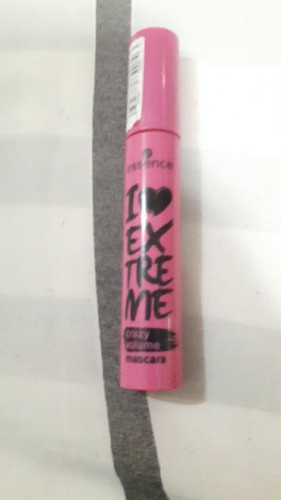 essence
I ♥
EX
TRE
ME
crazy
volume
mascara